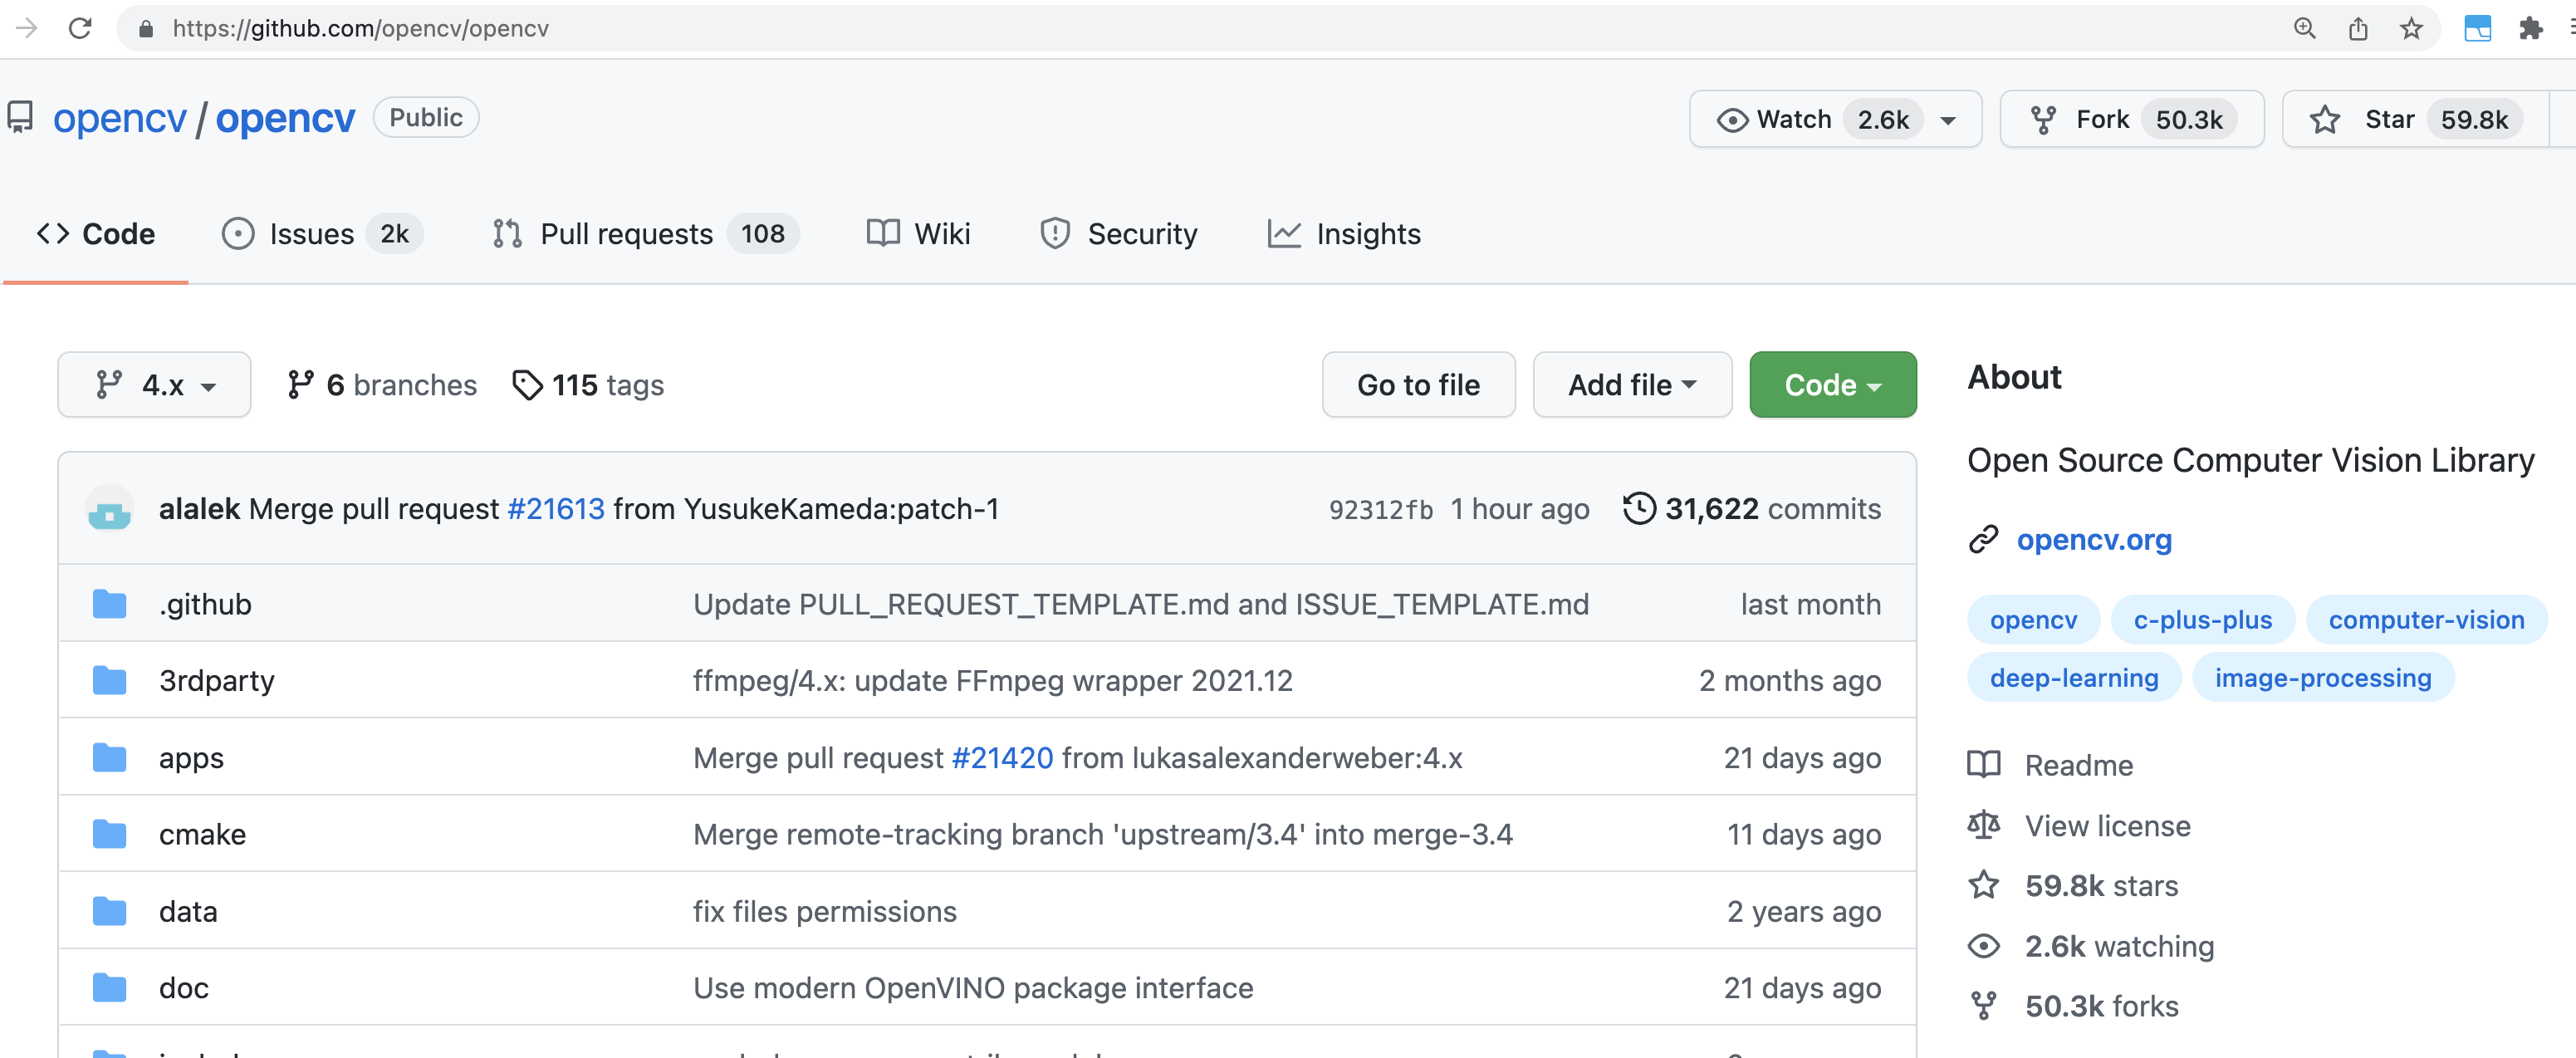 https://github.com/opencv/opencv
opencv / opencv Public Watch 2.6k Fork 50.3k Star 59.8k
Code Issues 2k Pull requests 108 Wiki Security Insights
4.x 6 branches 115 tags Go to file Add file Code
About
Open Source Computer Vision Library
opencv.org
opencv c-plus-plus computer-vision
deep-learning image-processing
Readme
View license
59.8k stars
2.6k watching
50.3k forks
alalek Merge pull request #21613 from YusukeKameda:patch-1 92312fb 1 hour ago 31,622 commits
.github Update PULL_REQUEST_TEMPLATE.md and ISSUE_TEMPLATE.md last month
3rdparty ffmpeg/4.x: update FFmpeg wrapper 2021.12 2 months ago
apps Merge pull request #21420 from lukasalexanderweber:4.x 21 days ago
cmake Merge remote-tracking branch 'upstream/3.4' into merge-3.4 11 days ago
data fix files permissions 2 years ago
doc Use modern OpenVINO package interface 21 days ago